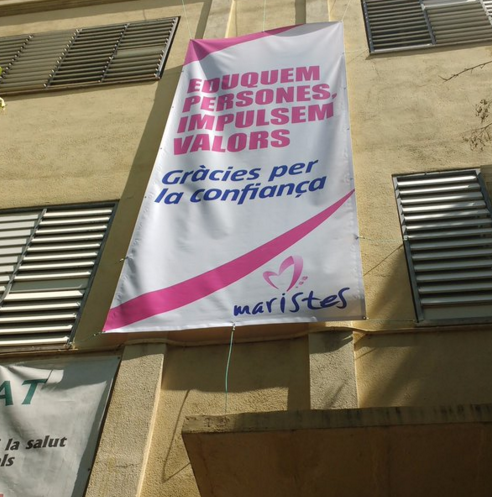 EDUQUEM
PERSONES,
IMPULSEM
VALORS
Gràcies per
la confiança
maristes
AT
la salut
ls